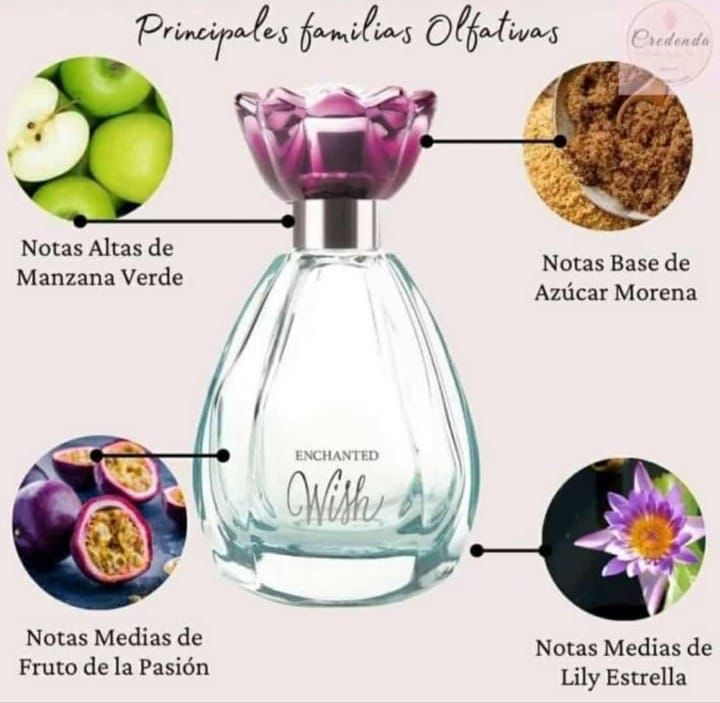 Principales familias Olfativas
Credenda
Notas Altas de
Manzana Verde
Notas Base de
Azúcar Morena
ENCHANTED
Wish
Notas Medias de
Fruto de la Pasión
Notas Medias de
Lily Estrella